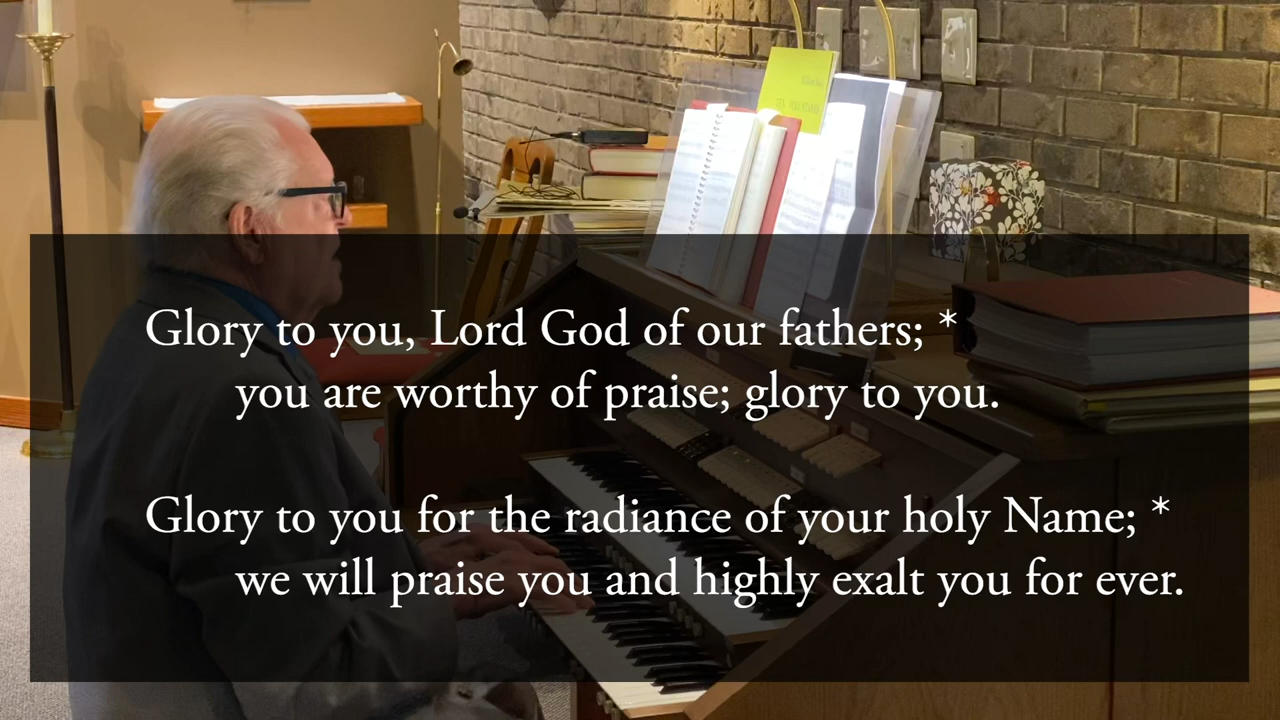 Glory to you, Lord God of our fathers; *
you are worthy of praise; glory to you.
Glory to you for the radiance of your holy Name; *
we will praise you and highly exalt you for ever.